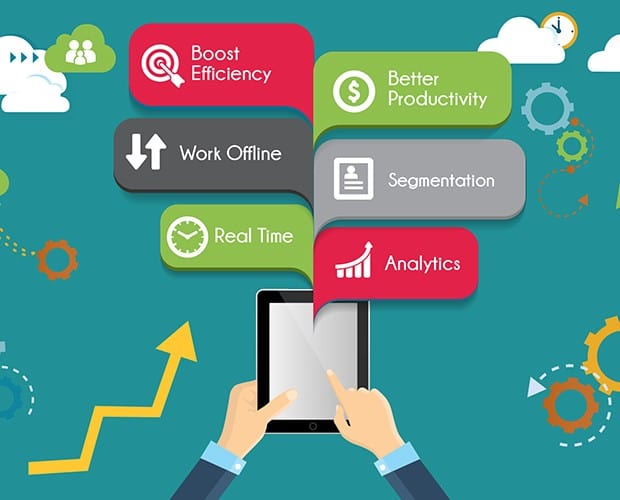 Boost
Efficiency
Better
Productivity
Work Offline
Segmentation
Real Time
Analytics